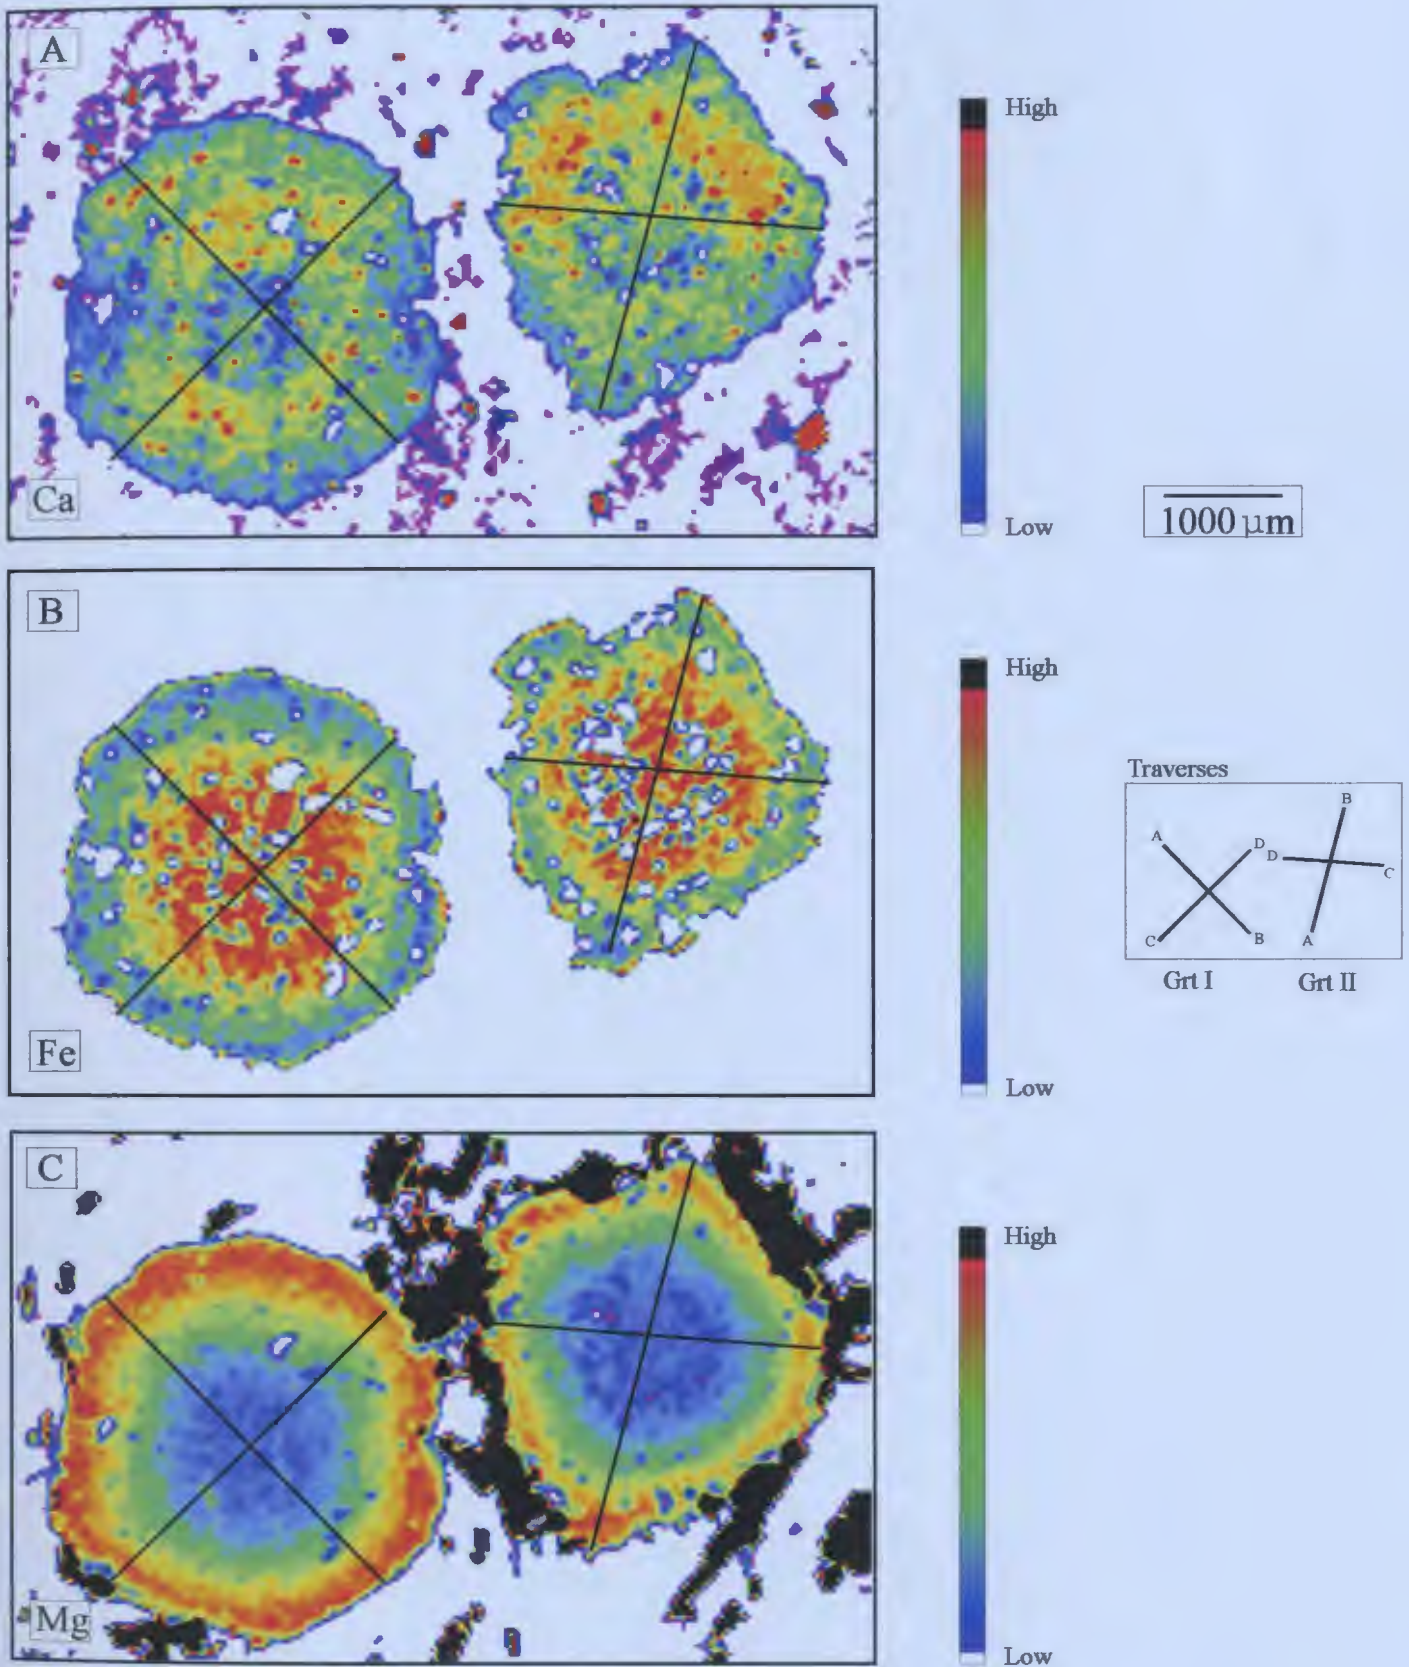 A
Ca
High
Low
1000 μm
B
Fe
High
Low
Traverses
A
D
C
B
B
D
C
A
Grt I
Grt II
C
Mg
High
Low